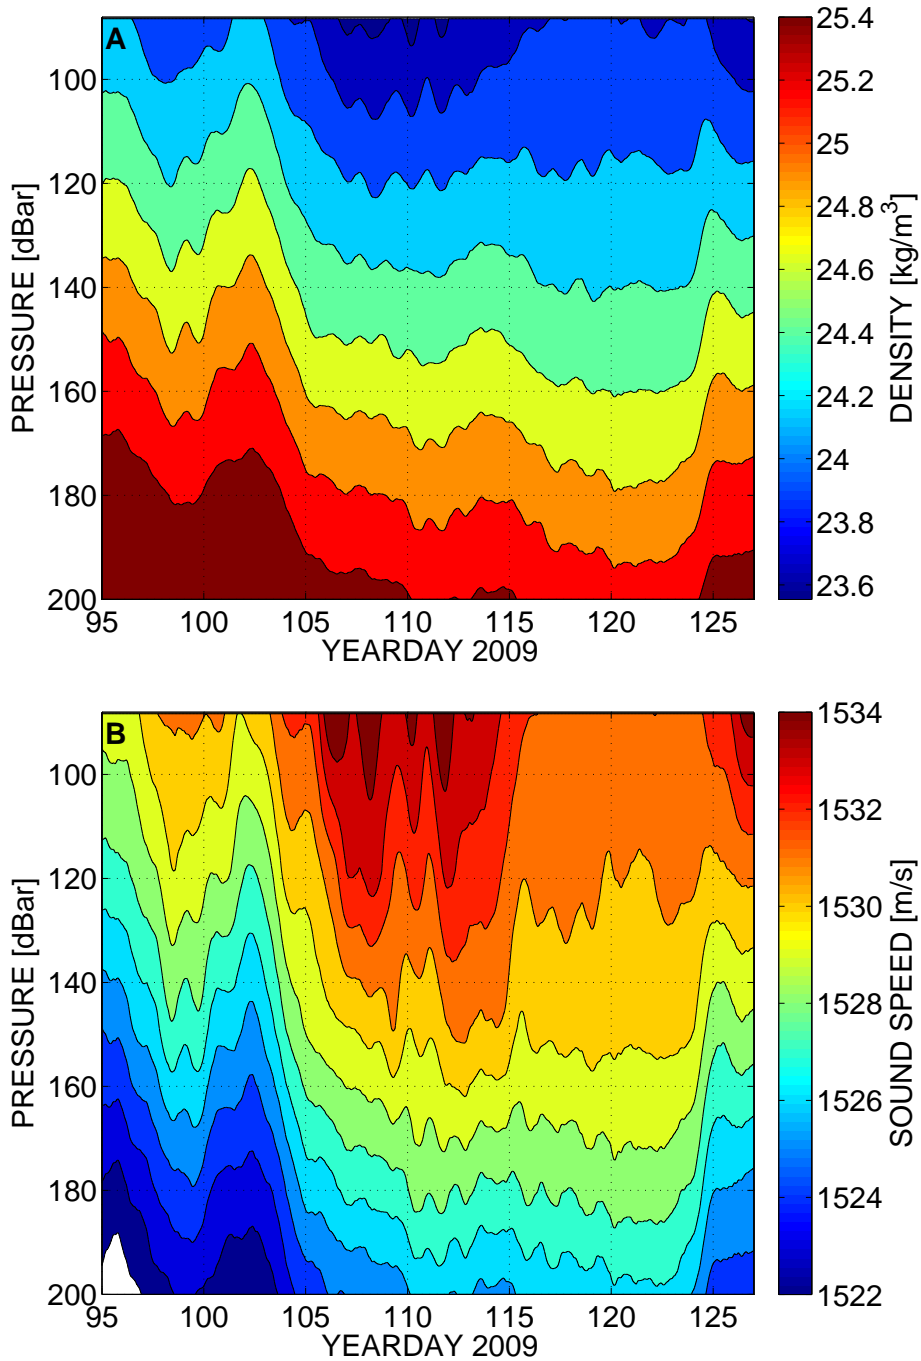 A
100
120
140
160
180
200
PRESSURE [dBar]
95 100 105 110 115 120 125
YEARDAY 2009
25.4
25.2
25
24.8
24.6
24.4
24.2
24
23.8
23.6
DENSITY [kg/m³]
B
100
120
140
160
180
200
PRESSURE [dBar]
95 100 105 110 115 120 125
YEARDAY 2009
1534
1532
1530
1528
1526
1524
1522
SOUND SPEED [m/s]